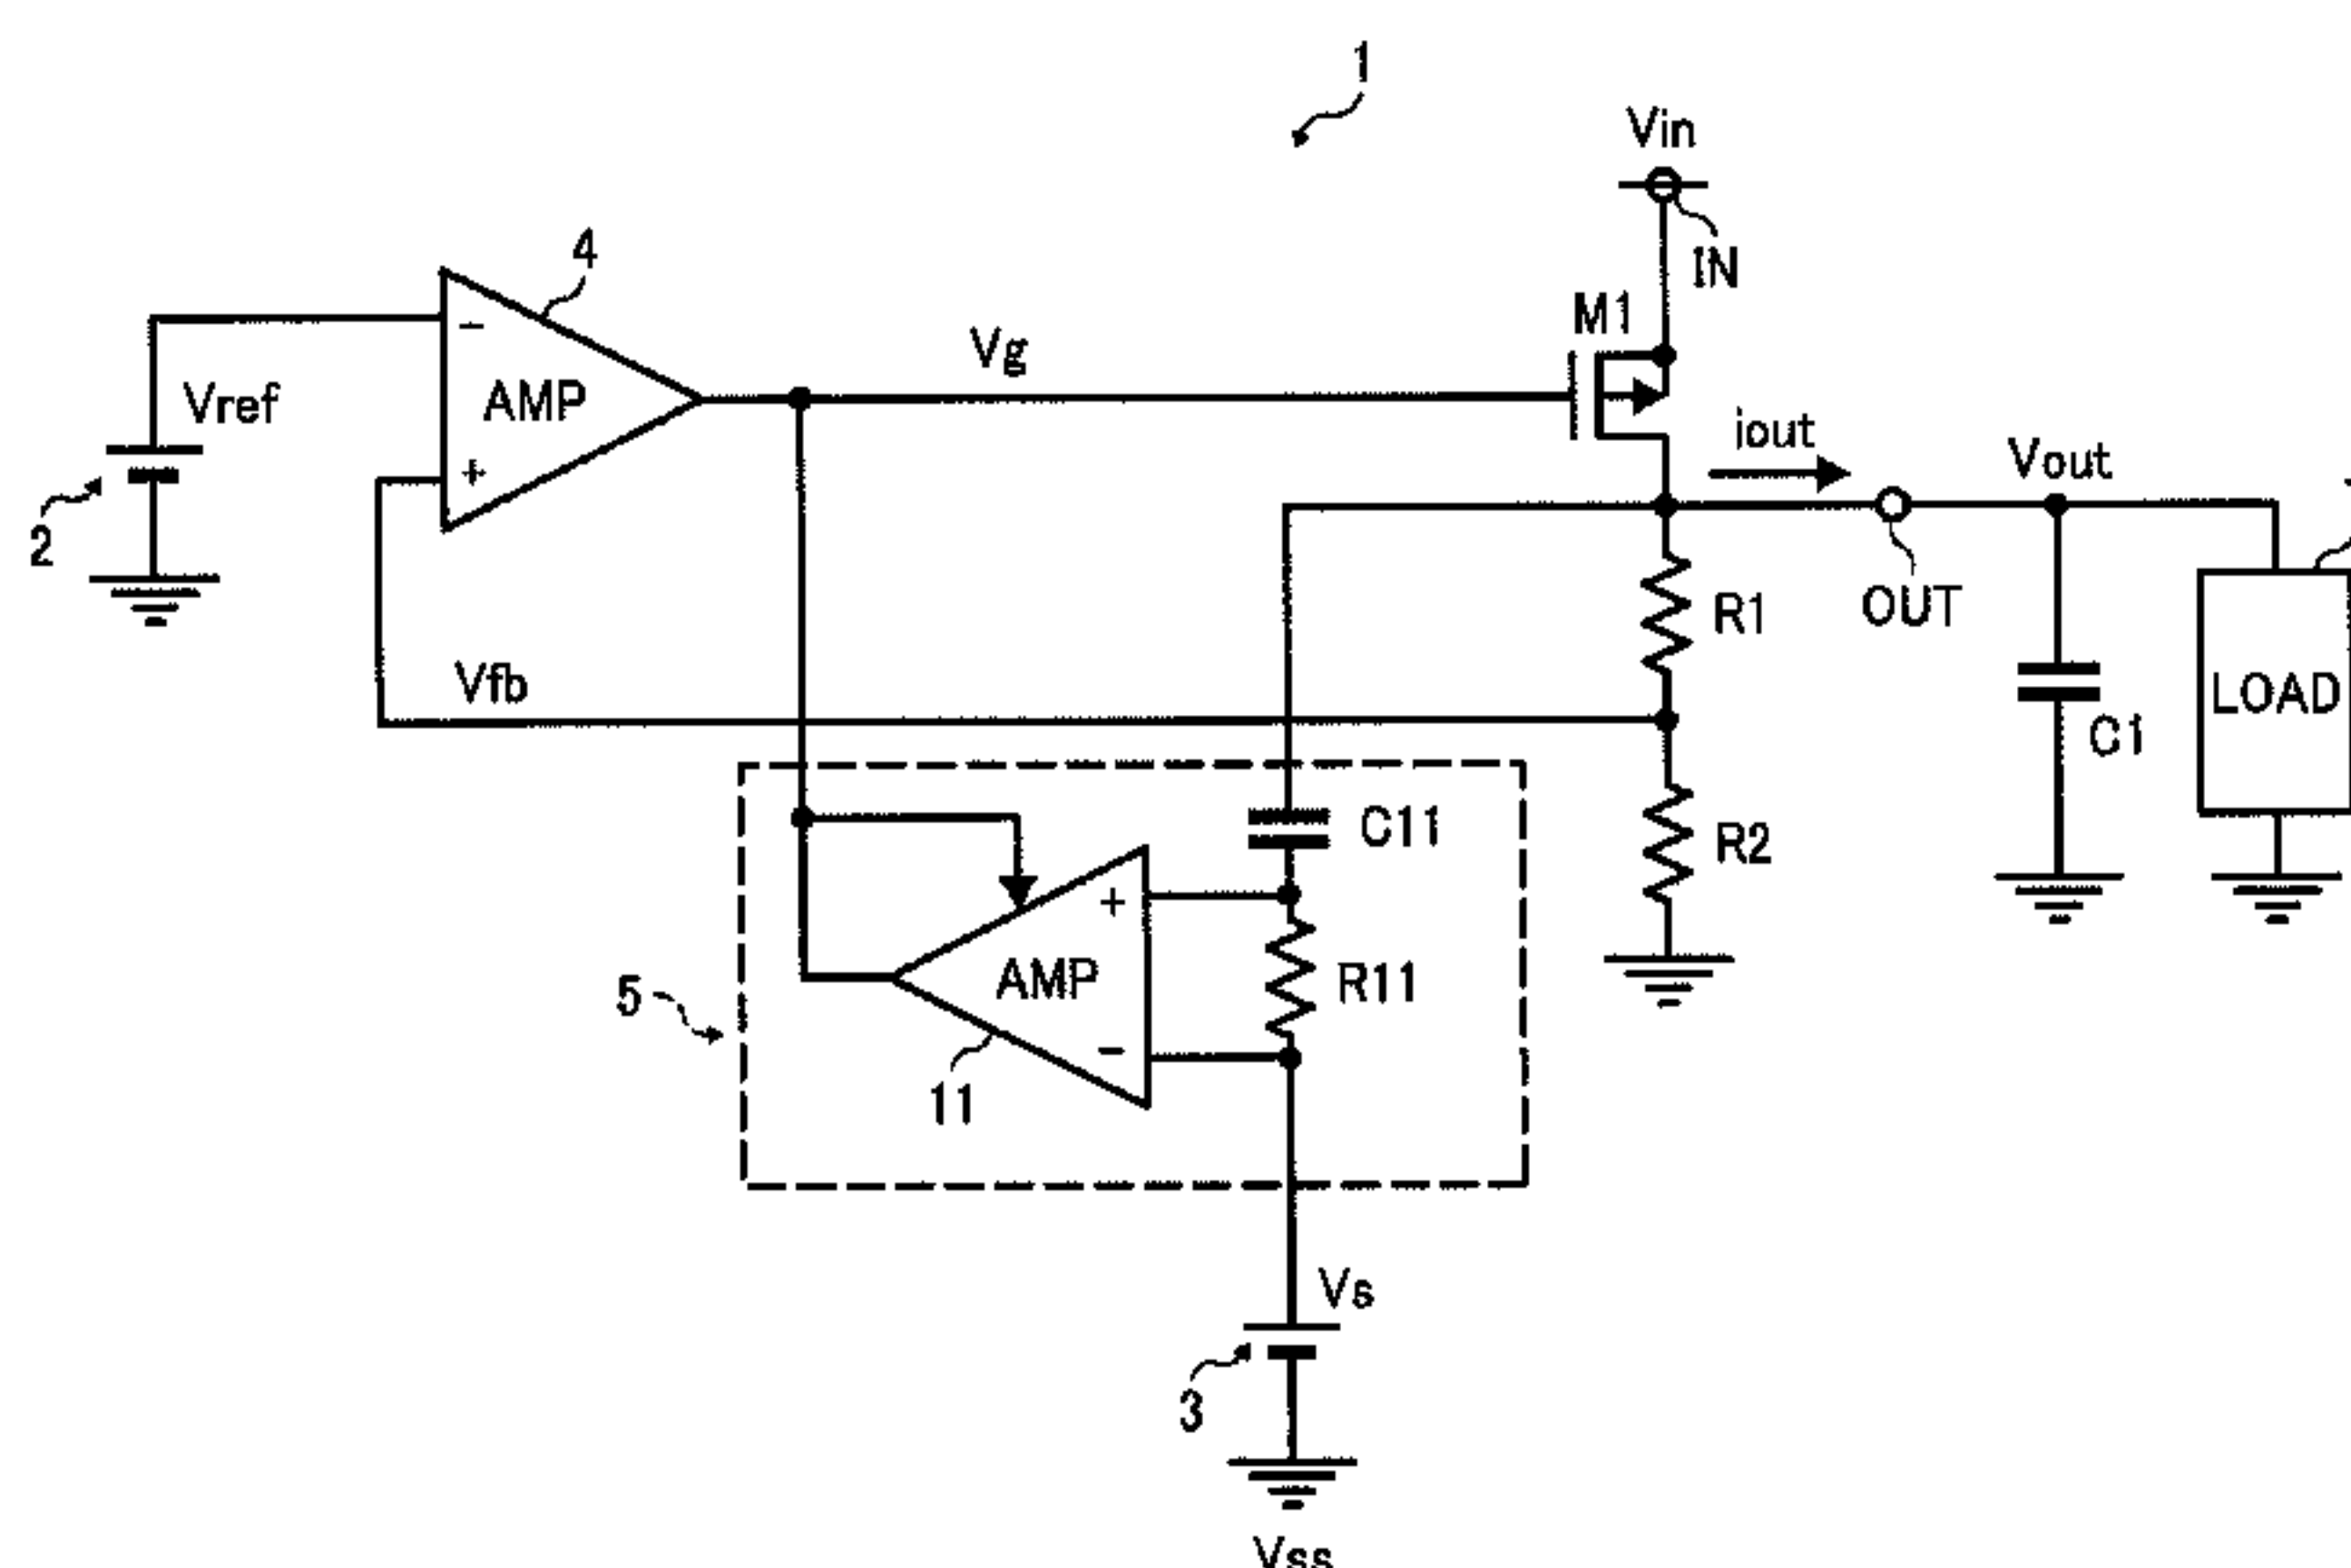 1
Vin
IN
4
M1
Vg
Vref
-
AMP
+
iout
Vout
2
OUT
R1
Vfb
LOAD
C1
C11
R2
+
AMP
R11
5
-
11
Vs
3
Vss